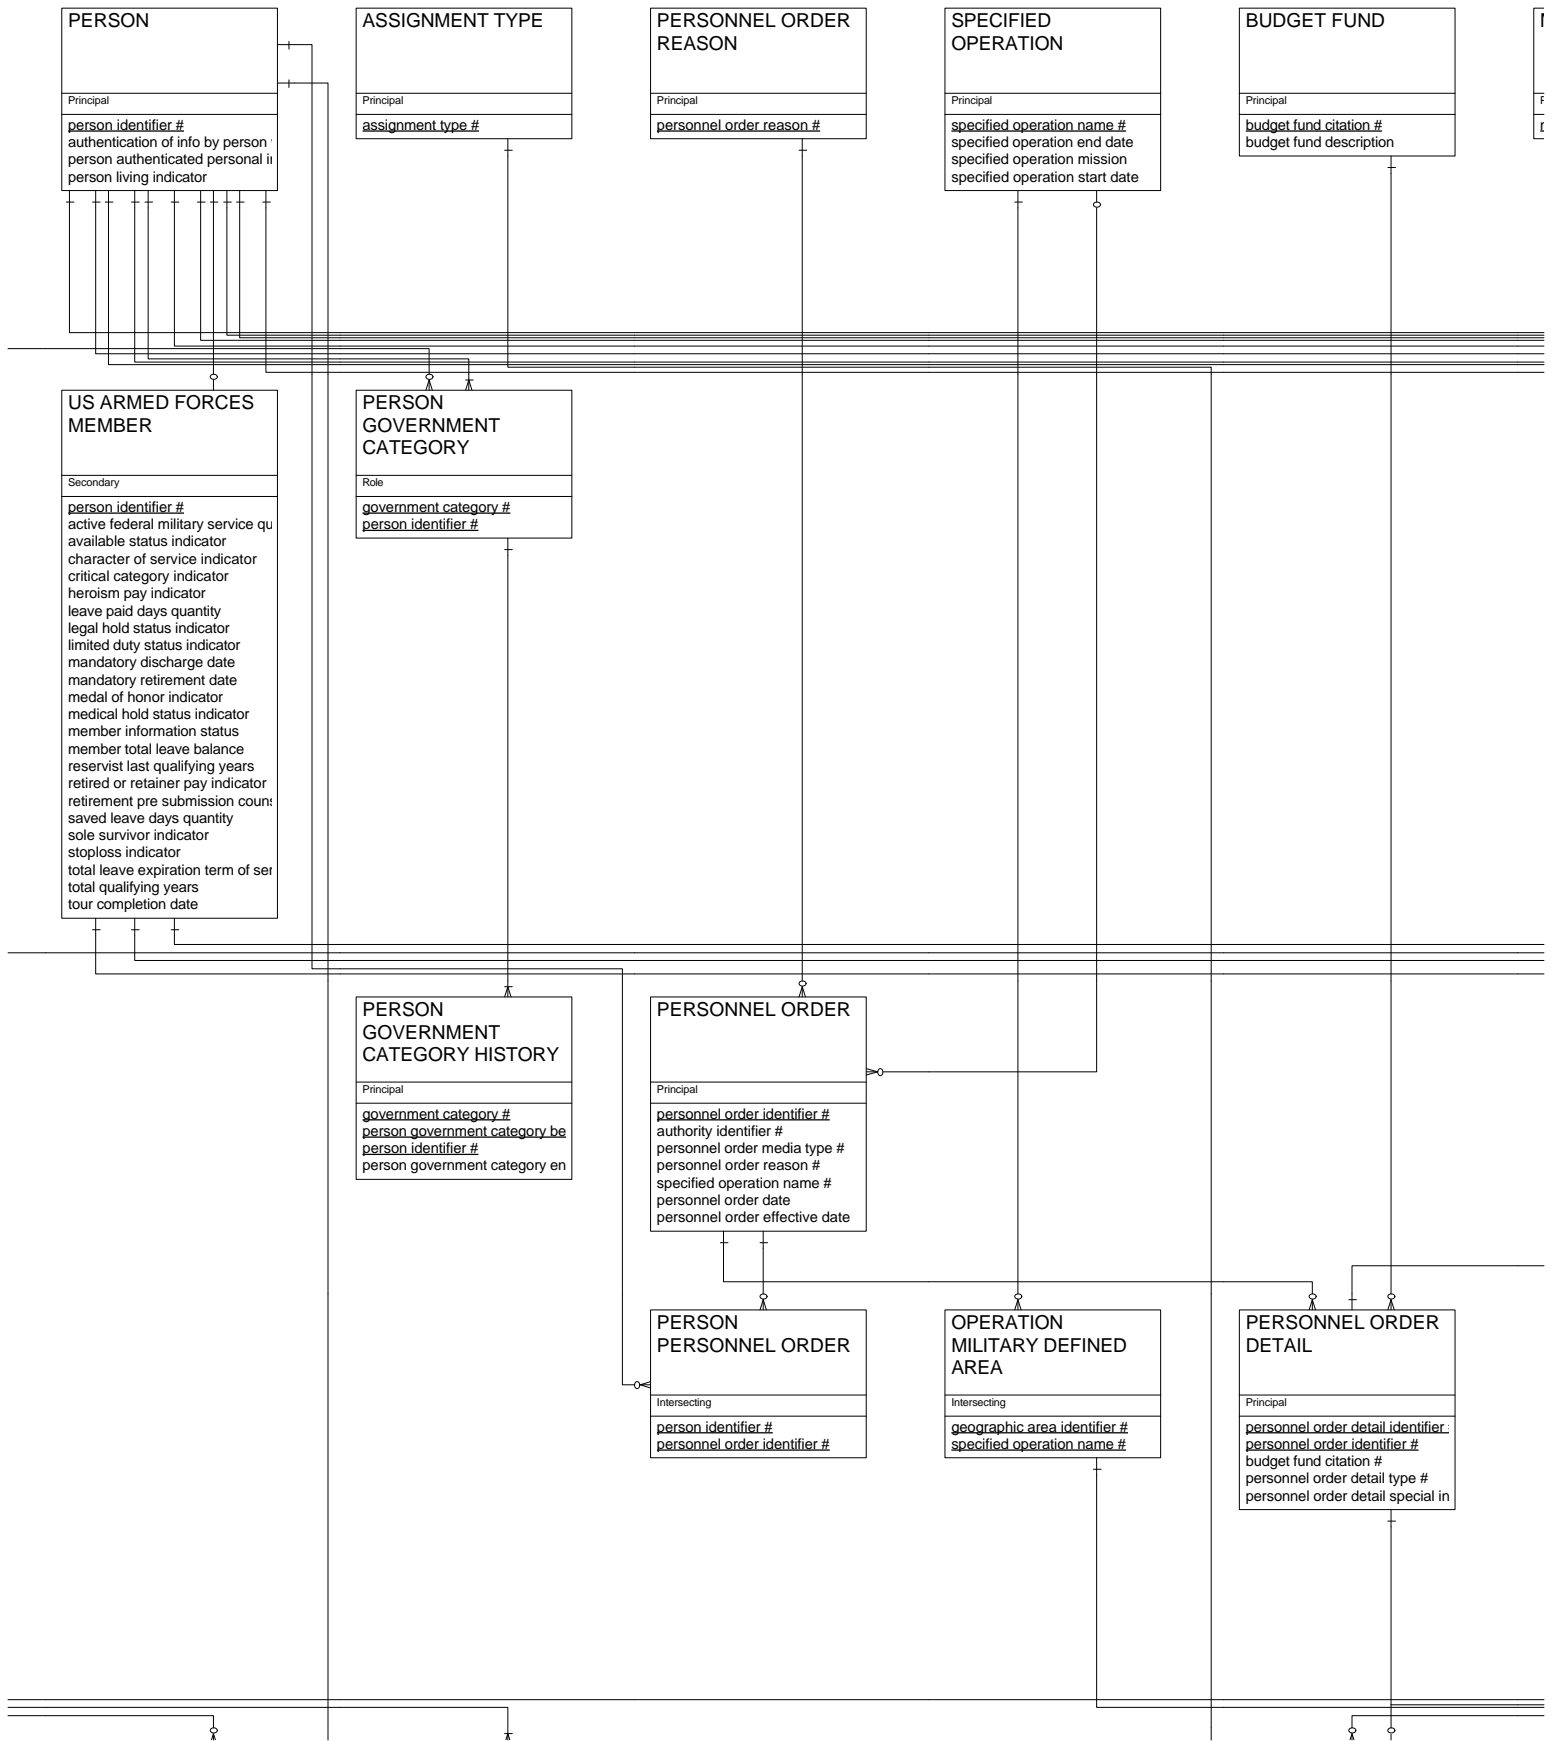 PERSON
Principal
person identifier #
authentication of info by person
person authenticated personal
person living indicator
ASSIGNMENT TYPE
Principal
assignment type #
PERSONNEL ORDER
REASON
Principal
personnel order reason #
SPECIFIED
OPERATION
Principal
specified operation name #
specified operation end date
specified operation mission
specified operation start date
BUDGET FUND
Principal
budget fund citation #
budget fund description
US ARMED FORCES
MEMBER
Secondary
person identifier #
active federal military service qu
available status indicator
character of service indicator
critical category indicator
heroism pay indicator
leave paid days quantity
legal hold status indicator
limited duty status indicator
mandatory discharge date
mandatory retirement date
medal of honor indicator
medical hold status indicator
member information status
member total leave balance
reservist last qualifying years
retired or retainer pay indicator
retirement pre submission couns
saved leave days quantity
sole survivor indicator
stoploss indicator
total leave expiration term of ser
total qualifying years
tour completion date
PERSON
GOVERNMENT
CATEGORY
Role
government category #
person identifier #
PERSON
GOVERNMENT
CATEGORY HISTORY
Principal
government category #
person government category be
person identifier #
person government category en
PERSONNEL ORDER
Principal
personnel order identifier #
authority identifier #
personnel order media type #
personnel order reason #
specified operation name #
personnel order date
personnel order effective date
PERSON
PERSONNEL ORDER
Intersecting
person identifier #
personnel order identifier #
OPERATION
MILITARY DEFINED
AREA
Intersecting
geographic area identifier #
specified operation name #
PERSONNEL ORDER
DETAIL
Principal
personnel order detail identifier
personnel order identifier #
budget fund citation #
personnel order detail type #
personnel order detail special in